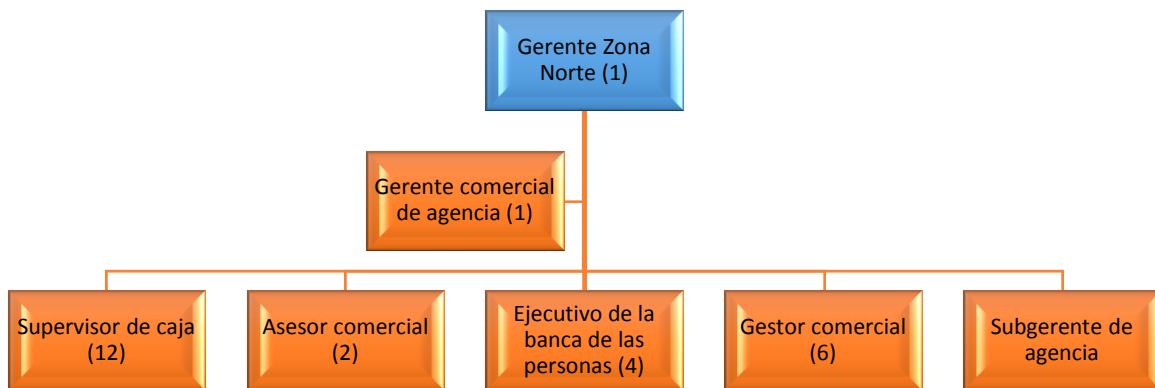 Gerente Zona
Norte (1)
Gerente comercial
de agencia (1)
Supervisor de caja
(12)
Asesor comercial
(2)
Ejecutivo de la
banca de las
personas (4)
Gestor comercial
(6)
Subgerente de
agencia